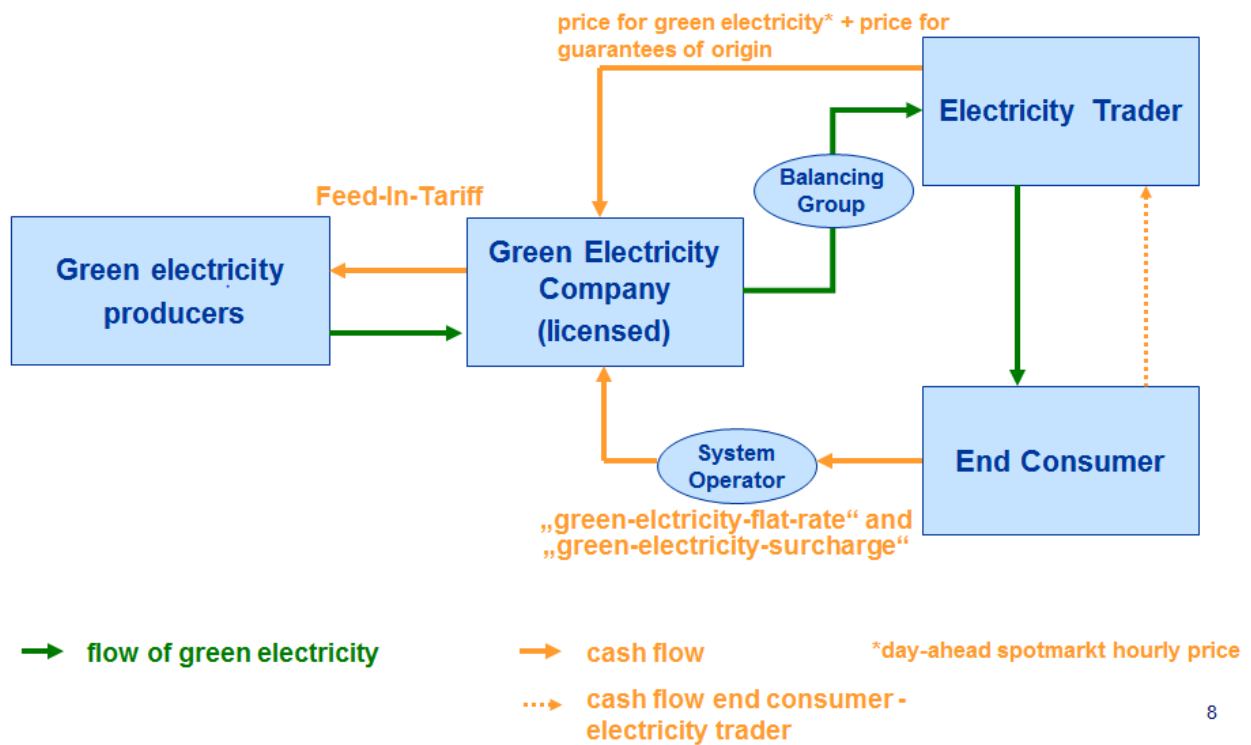 price for green electricity* + price for
guarantees of origin
Electricity Trader
Balancing
Group
Feed-In-Tariff
Green electricity
producers
Green Electricity
Company
(licensed)
System
Operator
End Consumer
„green-elctricity-flat-rate“ and
„green-electricity-surcharge“
flow of green electricity
cash flow
*day-ahead spotmarkt hourly price
cash flow end consumer -
electricity trader
8